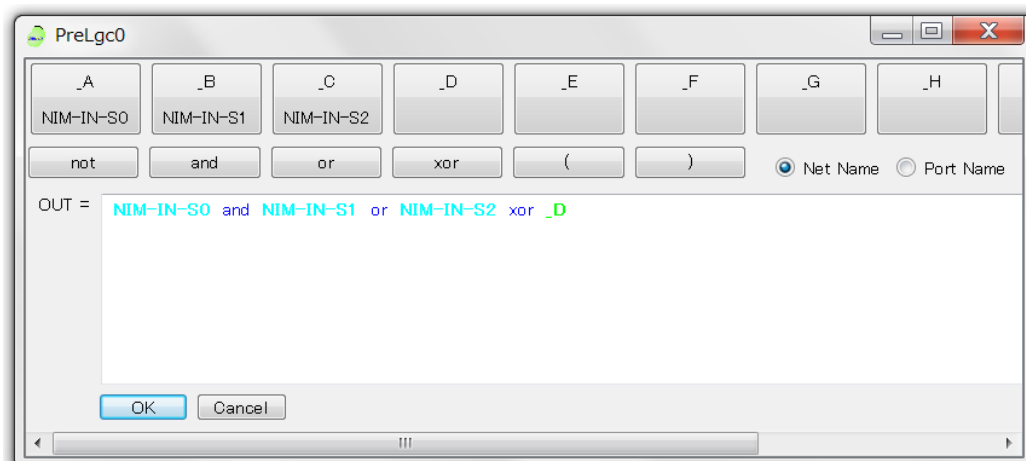 PreLgc0
_A _B _C _D _E _F _G _H
NIM-IN-S0 NIM-IN-S1 NIM-IN-S2
not and or xor ( ) Net Name Port Name
OUT = NIM-IN-S0 and NIM-IN-S1 or NIM-IN-S2 xor _D
OK Cancel